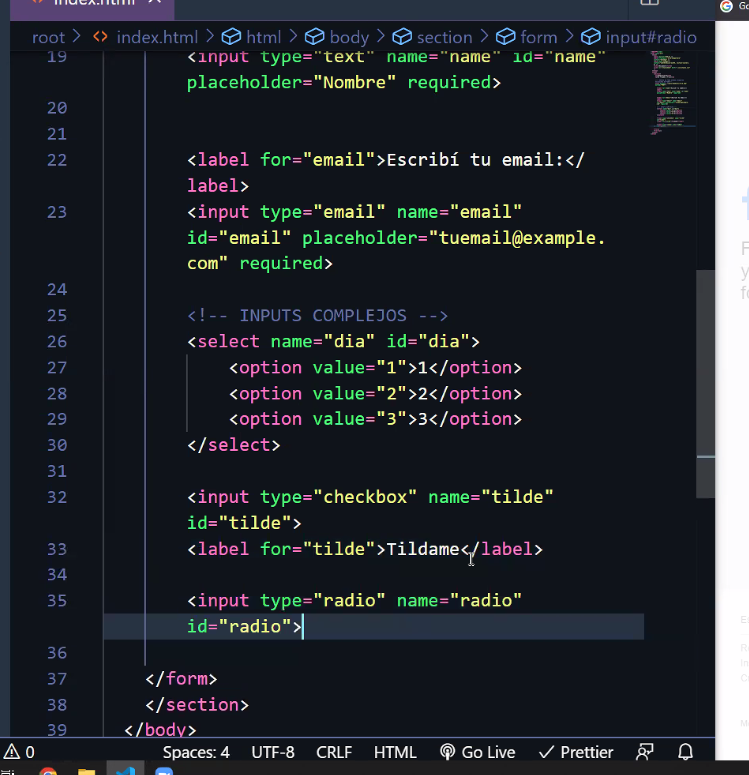 index.html
root > <> index.html > html > body > section > form > input#radio
19 <input type="text" name="name" id="name"
placeholder="Nombre" required>
20
21
22 <label for="email">Escribí tu email:</
label>
23 <input type="email" name="email"
id="email" placeholder="tuemail@example.
com" required>
24
25 <!-- INPUTS COMPLEJOS -->
26 <select name="dia" id="dia">
27 <option value="1">1</option>
28 <option value="2">2</option>
29 <option value="3">3</option>
30 </select>
31
32 <input type="checkbox" name="tilde"
id="tilde">
33 <label for="tilde">Tildame</label>
34
35 <input type="radio" name="radio"
id="radio">
36
37 </form>
38 </section>
39 </body>
0 Spaces: 4 UTF-8 CRLF HTML Go Live Prettier